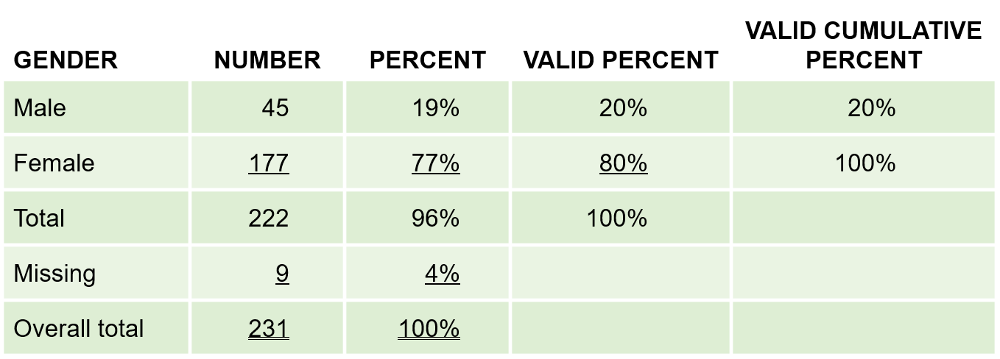 GENDER NUMBER PERCENT VALID PERCENT VALID CUMULATIVE PERCENT
Male 45 19% 20% 20%
Female 177 77% 80% 100%
Total 222 96% 100%
Missing 9 4%
Overall total 231 100%